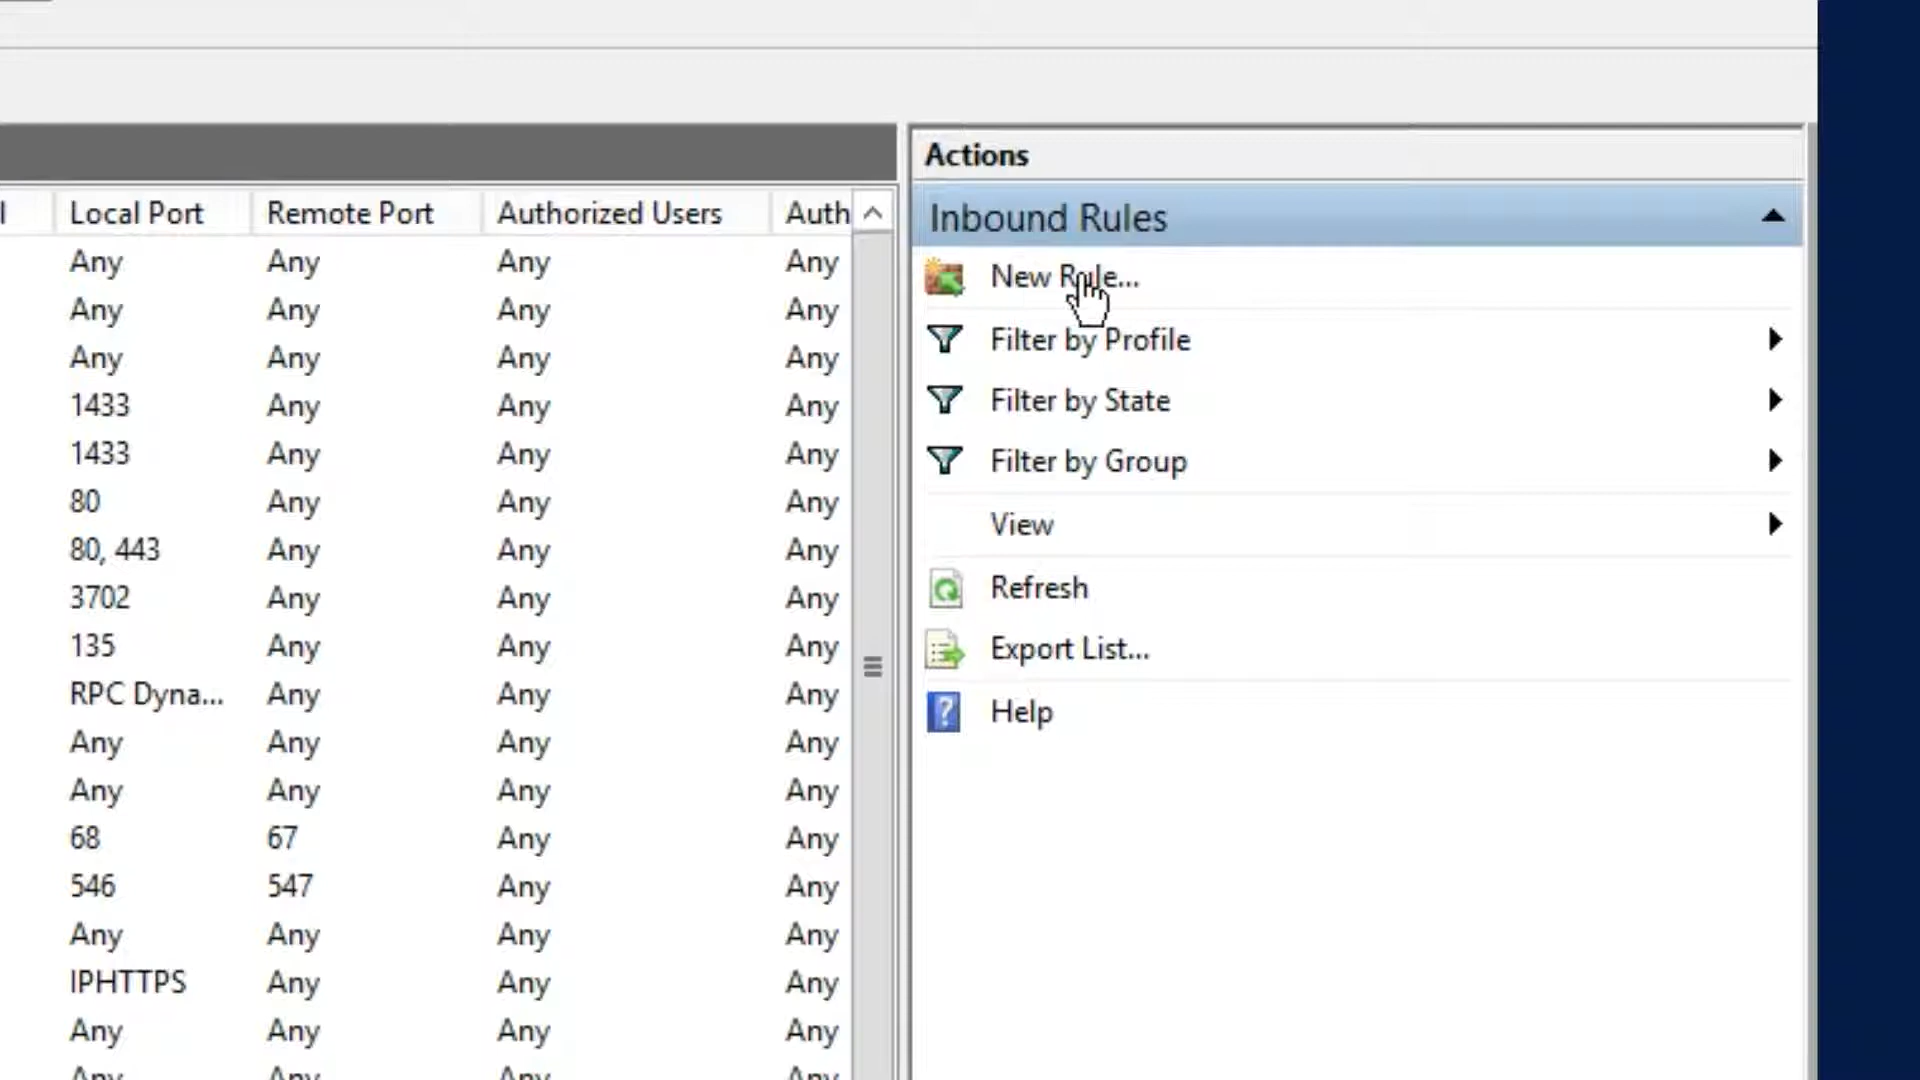 Actions
l Local Port Remote Port Authorized Users Auth
Any Any Any Any
Any Any Any Any
Any Any Any Any
1433 Any Any Any
1433 Any Any Any
80 Any Any Any
80, 443 Any Any Any
3702 Any Any Any
135 Any Any Any
RPC Dyna... Any Any Any
Any Any Any Any
Any Any Any Any
68 67 Any Any
546 547 Any Any
Any Any Any Any
IPHTTPS Any Any Any
Any Any Any Any
Any Any Any Any
Inbound Rules
New Rule...
Filter by Profile
Filter by State
Filter by Group
View
Refresh
Export List...
Help